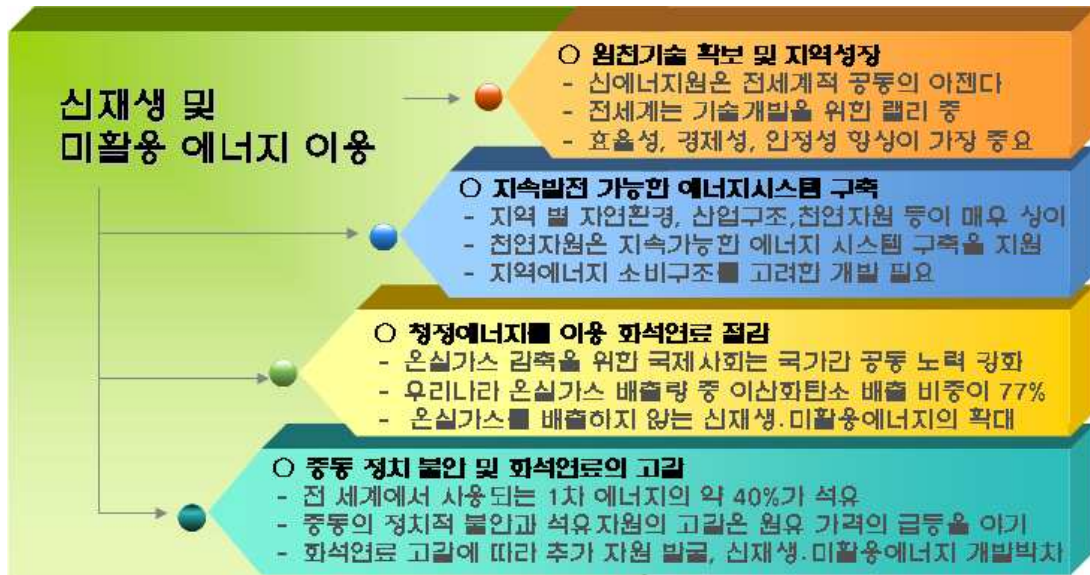 신재생 및
미활용 에너지 이용
○ 원천기술 확보 및 지역성장
- 신에너지원은 전세계적 공동의 아젠다
- 전세계는 기술개발을 위한 랠리 중
- 효율성, 경제성, 안정성 향상이 가장 중요
○ 지속발전 가능한 에너지시스템 구축
- 지역 별 자연환경, 산업구조,천연자원 등이 매우 상이
- 천연자원은 지속가능한 에너지 시스템 구축을 지원
- 지역에너지 소비구조를 고려한 개발 필요
○ 청정에너지를 이용 화석연료 절감
- 온실가스 감축을 위한 국제사회는 국가간 공동 노력 강화
- 우리나라 온실가스 배출량 중 이산화탄소 배출 비중이 77%
- 온실가스를 배출하지 않는 신재생.미활용에너지의 확대
○ 중동 정치 불안 및 화석연료의 고갈
- 전 세계에서 사용되는 1차 에너지의 약 40%가 석유
- 중동의 정치적 불안과 석유자원의 고갈은 원유 가격의 급등을 야기
- 화석연료 고갈에 따라 추가 자원 발굴, 신재생.미활용에너지 개발박차